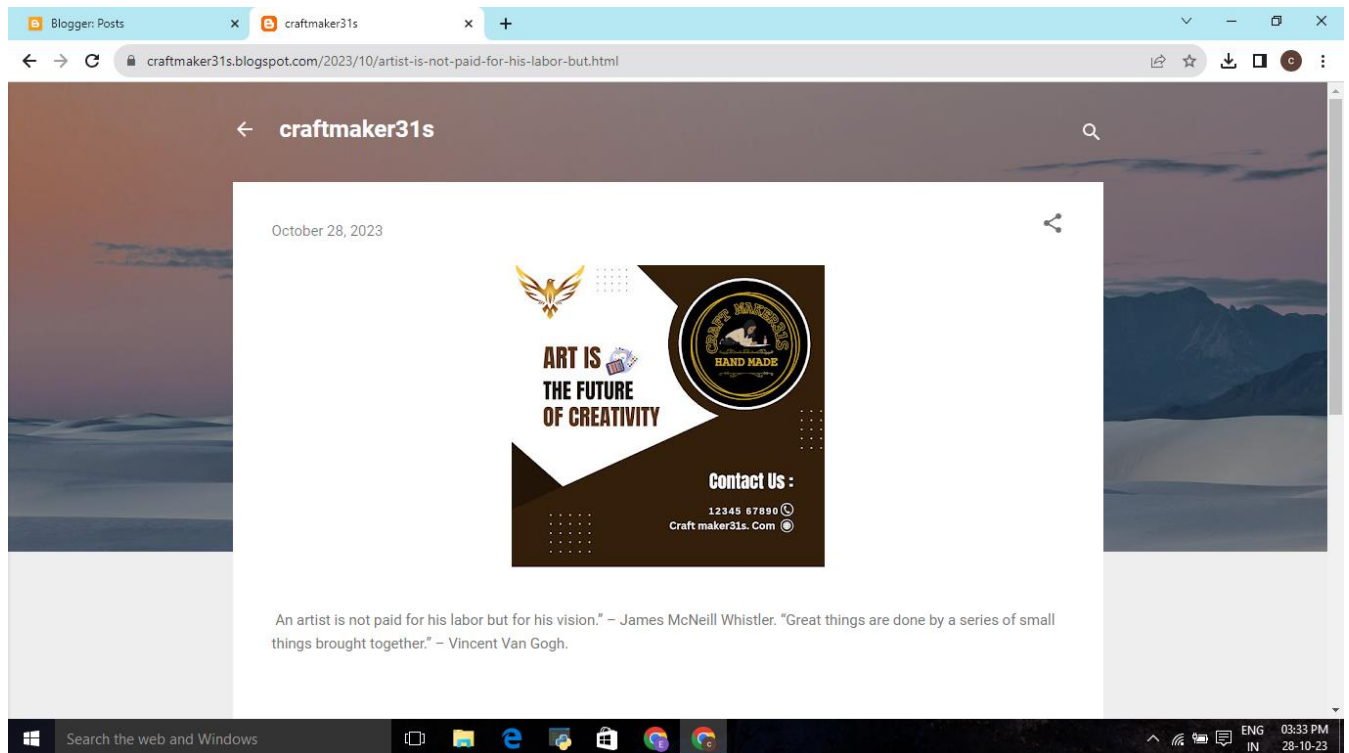 Blogger: Posts
craftmaker31s
craftmaker31s.blogspot.com/2023/10/artist-is-not-paid-for-his-labor-but.html
C
craftmaker31s
October 28, 2023
CRAFT MAKER31S
HAND MADE
ART IS
THE FUTURE
OF CREATIVITY
Contact Us :
12345 67890
Craft maker31s. Com
An artist is not paid for his labor but for his vision.” – James McNeill Whistler. “Great things are done by a series of small
things brought together.” – Vincent Van Gogh.
Search the web and Windows
ENG
IN
03:33 PM
28-10-23